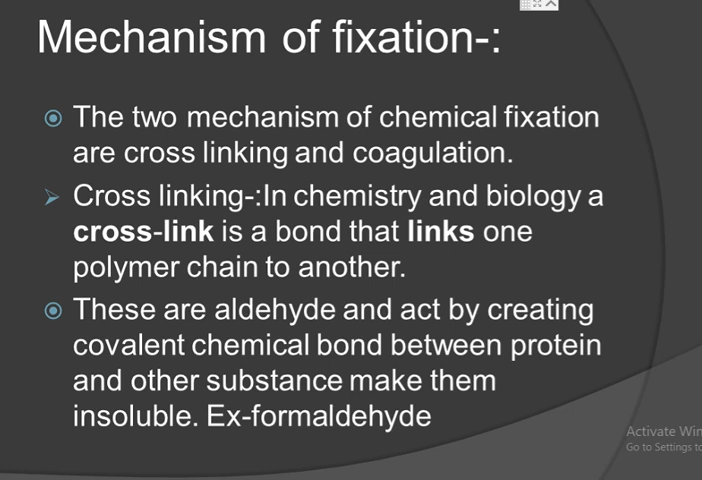 Mechanism of fixation-:
The two mechanism of chemical fixation
are cross linking and coagulation.
Cross linking-:In chemistry and biology a
cross-link is a bond that links one
polymer chain to another.
These are aldehyde and act by creating
covalent chemical bond between protein
and other substance make them
insoluble. Ex-formaldehyde
Activate Win
Go to Settings to